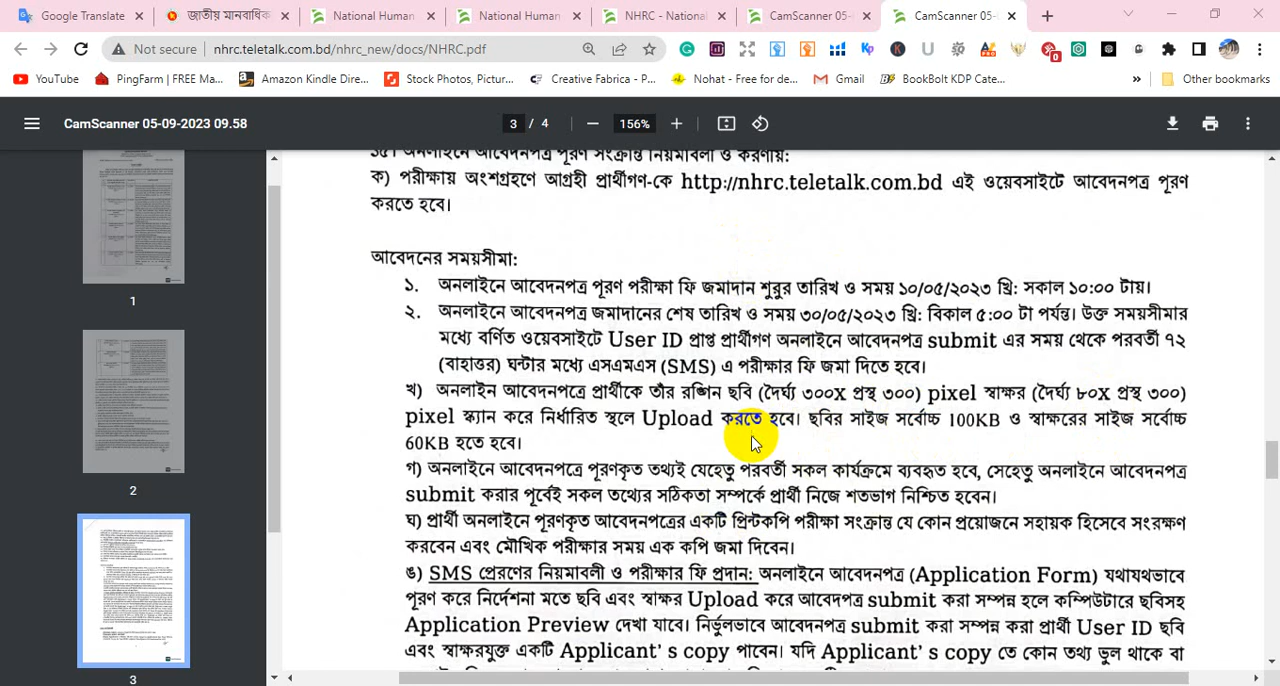 Google Translate
জাতীয় মানবাধিক
National Human
National Human
NHRC - National
CamScanner 05-
CamScanner 05-
Not secure
nhrc.teletalk.com.bd/nhrc_new/docs/NHRC.pdf
YouTube
PingFarm | FREE Ma...
Amazon Kindle Dire...
Stock Photos, Pictur...
Creative Fabrica - P...
Nohat - Free for de...
Gmail
BookBolt KDP Cate...
»
Other bookmarks
CamScanner 05-09-2023 09.58
3 / 4
156%
১৫। অনলাইনে আবেদনপত্র পূরণ সংক্রান্ত নিয়মাবলী ও করণীয়:
ক) পরীক্ষায় অংশগ্রহণে আগ্রহী প্রার্থীগণ-কে http://nhrc.teletalk.com.bd এই ওয়েবসাইটে আবেদনপত্র পূরণ
করতে হবে।
আবেদনের সময়সীমা:
১. অনলাইনে আবেদনপত্র পূরণ পরীক্ষা ফি জমাদান শুরুর তারিখ ও সময় ১০/০৫/২০২৩ খ্রি: সকাল ১০:০০ টায়।
২. অনলাইনে আবেদনপত্র জমাদানের শেষ তারিখ ও সময় ৩০/০৫/২০২৩ খ্রি: বিকাল ৫:০০ টা পর্যন্ত। উক্ত সময়সীমার
মধ্যে বর্ণিত ওয়েবসাইটে User ID প্রাপ্ত প্রার্থীগণ অনলাইনে আবেদনপত্র submit এর সময় থেকে পরবর্তী ৭২
(বাহাত্তর) ঘন্টার মধ্যে এসএমএস (SMS) এ পরীক্ষার ফি জমা দিতে হবে।
খ) অনলাইন আবেদনপত্রে প্রার্থীকে তাঁর রঙ্গিন ছবি (দৈর্ঘ্য ৩০০x প্রস্থ ৩০০) pixel স্বাক্ষর (দৈর্ঘ্য ৮০x প্রস্থ ৩০০)
pixel স্ক্যান করে নির্ধারিত স্থলে Upload করতে হবে। ছবির সাইজ সর্বোচ্চ 100KB ও স্বাক্ষরের সাইজ সর্বোচ্চ
60KB হতে হবে।
গ) অনলাইনে আবেদনপত্রে পূরণকৃত তথ্যই যেহেতু পরবর্তী সকল কার্যক্রমে ব্যবহৃত হবে, সেহেতু অনলাইনে আবেদনপত্র
submit করার পূর্বেই সকল তথ্যের সঠিকতা সম্পর্কে প্রার্থী নিজে শতভাগ নিশ্চিত হবেন।
ঘ) প্রার্থী অনলাইনে পূরণকৃত আবেদনপত্রের একটি প্রিন্টকপি পরীক্ষা সংক্রান্ত যে কোন প্রয়োজনে সহায়ক হিসেবে সংরক্ষণ
করবেন এবং মৌখিক পরীক্ষার সময় এক কপি জমা দিবেন।
ঙ) SMS প্রেরণের নিয়মাবলী ও পরীক্ষার ফি প্রদান: অনলাইন আবেদনপত্র (Application Form) যথাযথভাবে
পূরণ করে নির্দেশনা মতে ছবি এবং স্বাক্ষর Upload করে আবেদনপত্র submit করা সম্পন্ন হলে কম্পিউটারে ছবিসহ
Application Preview দেখা যাবে। নির্ভুলভাবে আবেদনপত্র submit করা সম্পন্ন করা প্রার্থী User ID ছবি
এবং স্বাক্ষরযুক্ত একটি Applicant' s copy পাবেন। যদি Applicant' s copy তে কোন তথ্য ভুল থাকে বা
1
2
3